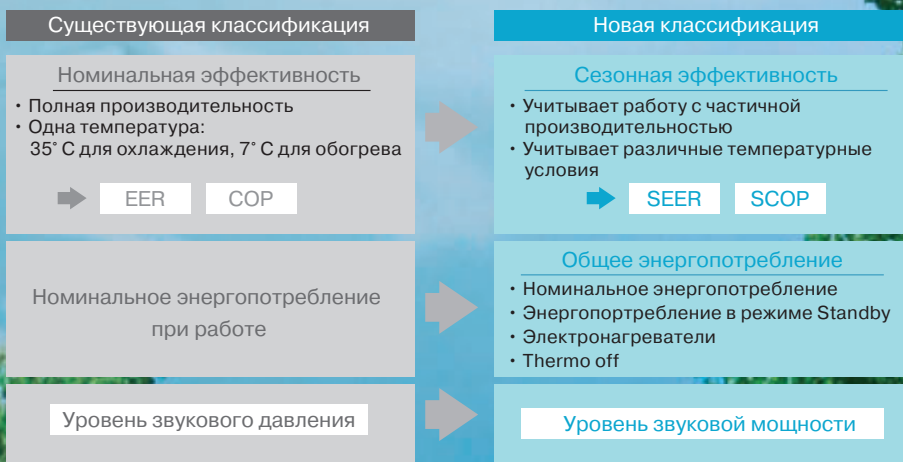 Существующая классификация
Новая классификация
Номинальная эффективность
• Полная производительность
• Одна температура:
35˚ С для охлаждения, 7˚ С для обогрева
EER COP
Сезонная эффективность
• Учитывает работу с частичной
производительностью
• Учитывает различные температурные
условия
SEER SCOP
Номинальное энергопотребление
при работе
Общее энергопотребление
• Номинальное энергопотребление
• Энергопортребление в режиме Standby
• Электронагреватели
• Thermo off
Уровень звукового давления
Уровень звуковой мощности